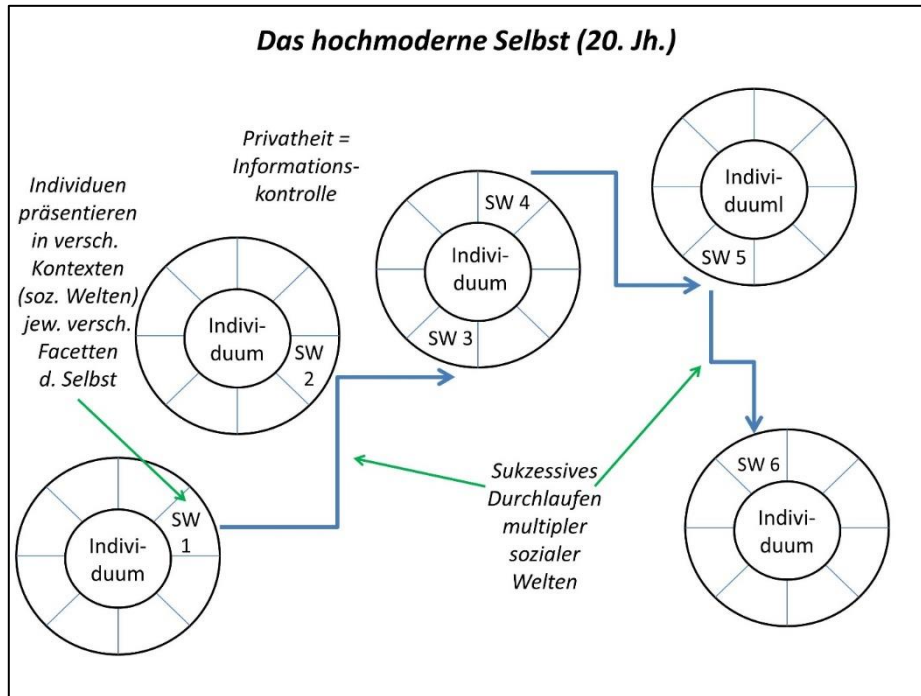 Das hochmoderne Selbst (20. Jh.)
Privatheit =
Informations-
kontrolle
Individuen
präsentieren
in versch.
Kontexten
(soz. Welten)
jew. versch.
Facetten
d. Selbst
Indivi-
duum
SW
1
Indivi-
duum
SW
2
SW 4
Indivi-
duum
SW 3
Indivi-
duuml
SW 5
SW 6
Indivi-
duum
Sukzessives
Durchlaufen
multipler
sozialer
Welten